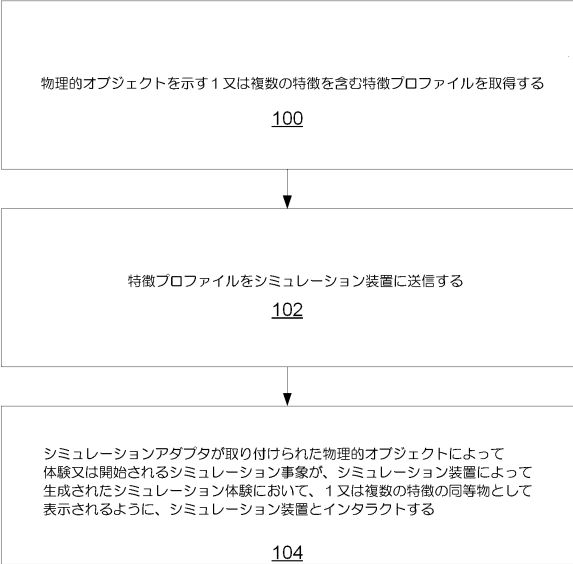 物理的オブジェクトを示す１又は複数の特徴を含む特徴プロファイルを取得する
100
特徴プロファイルをシミュレーション装置に送信する
102
シミュレーションアダプタが取り付けられた物理的オブジェクトによって
体験又は開始されるシミュレーション事象が、シミュレーション装置によって
生成されたシミュレーション体験において、１又は複数の特徴の同等物として
表示されるように、シミュレーション装置とインタラクトする
104